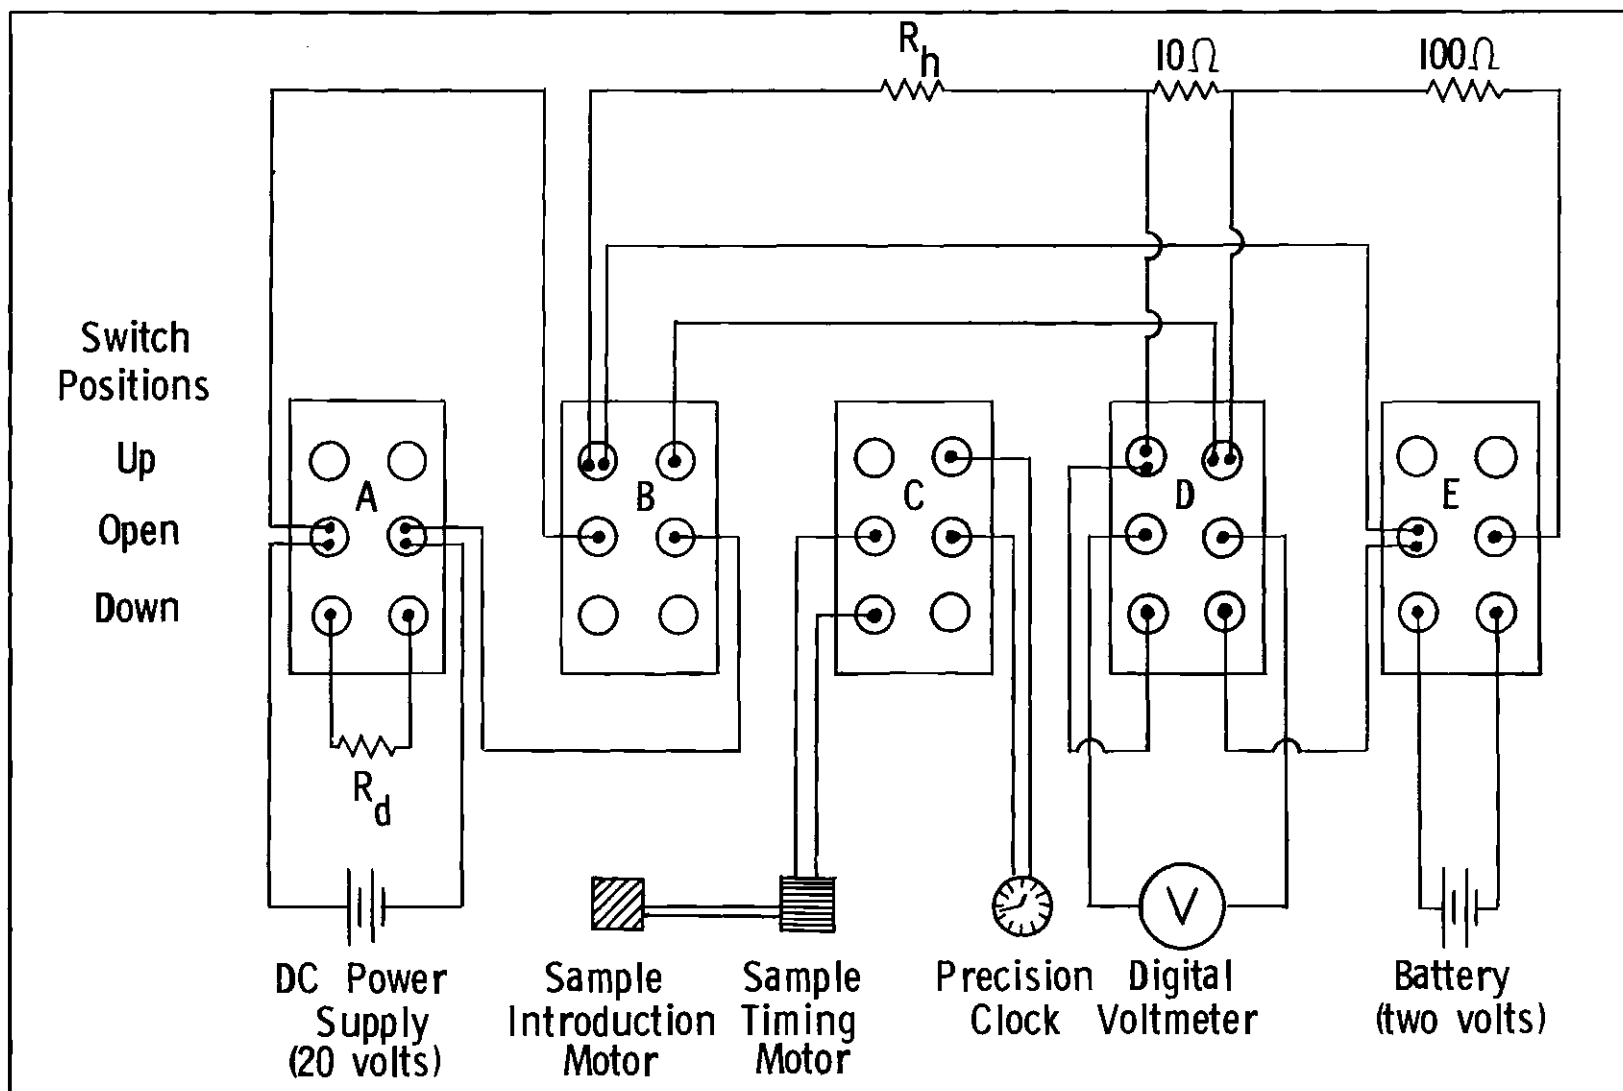 R_h
10Ω
100Ω
Switch
Positions
Up
Open
Down
A
B
C
D
E
R_d
V
DC Power
Supply
(20 volts)
Sample
Introduction
Motor
Sample
Timing
Motor
Precision
Clock
Digital
Voltmeter
Battery
(two volts)